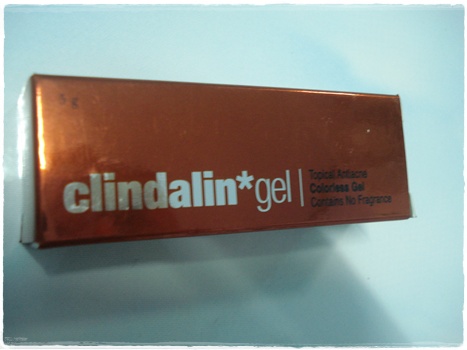 5 g
clindalin*gel
Topical Antiacne
Colorless Gel
Contains No Fragrance